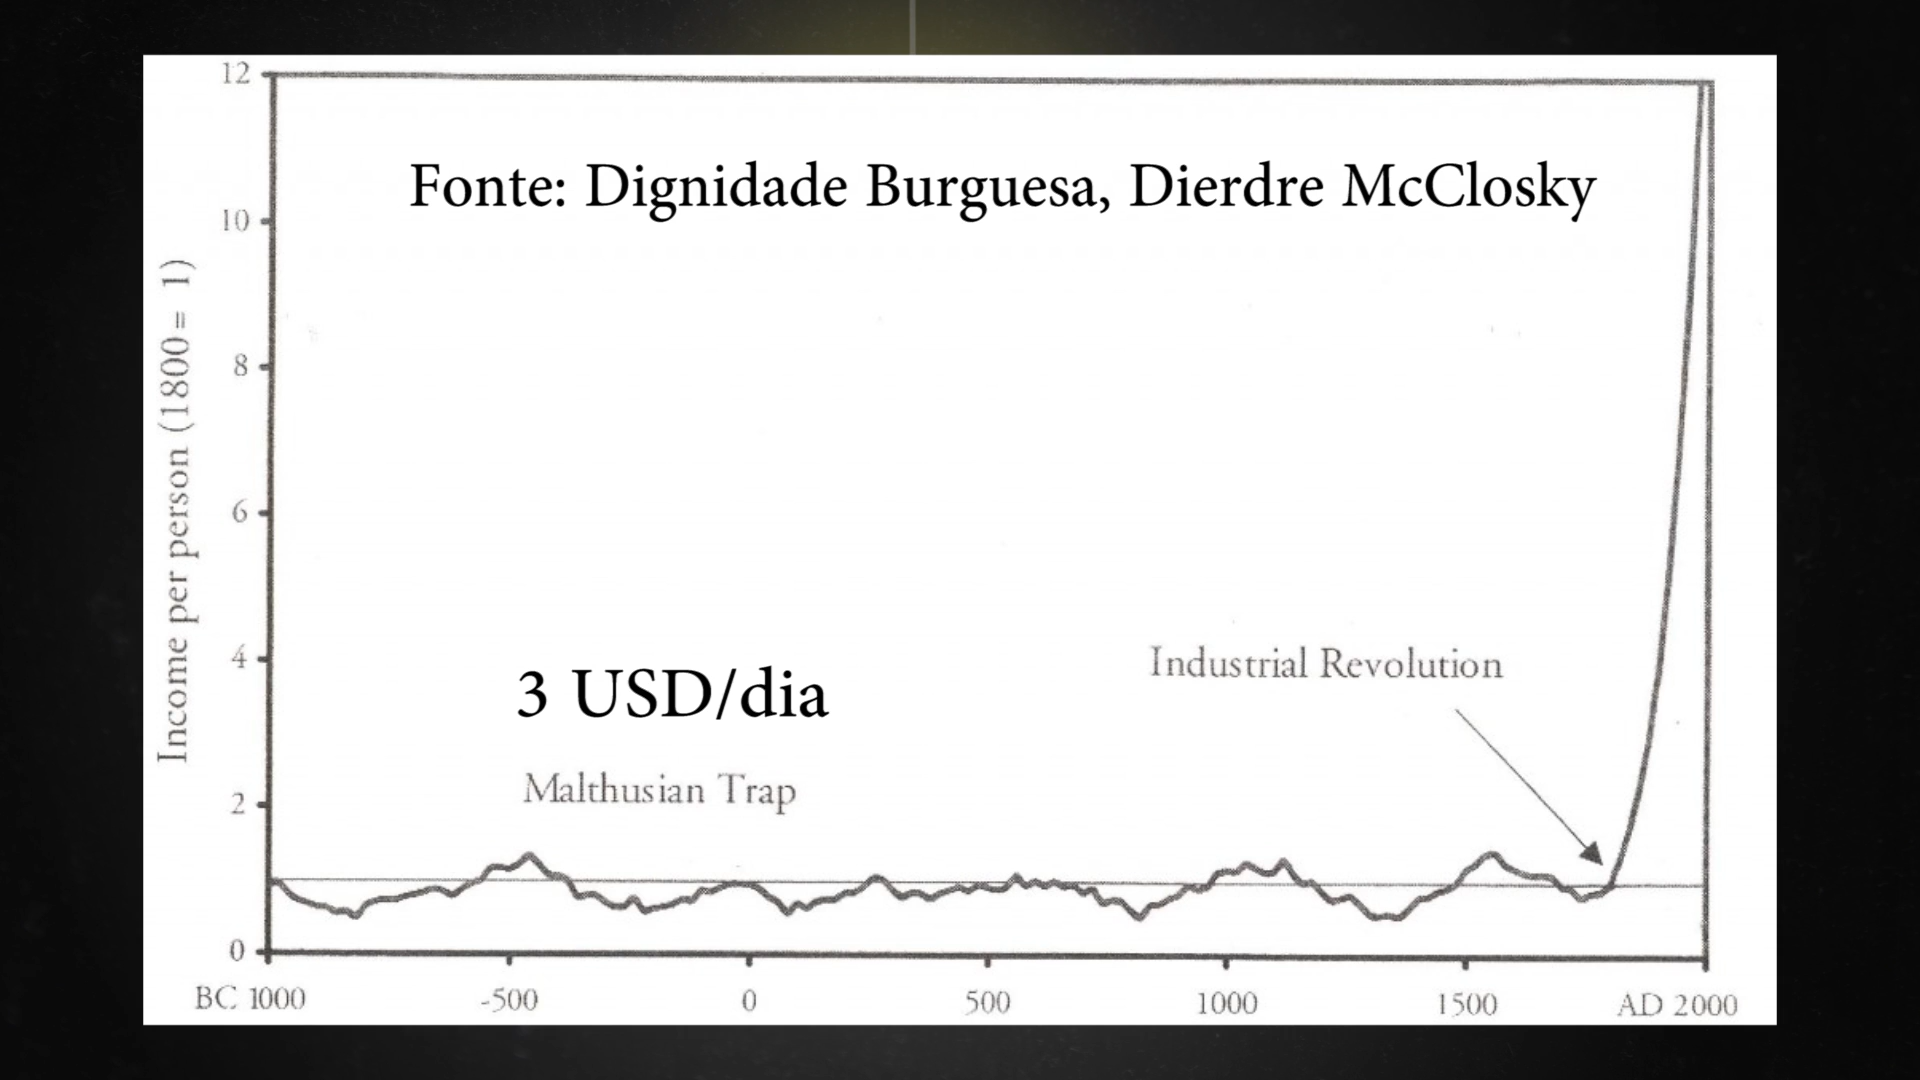 12
Fonte: Dignidade Burguesa, Dierdre McClosky
10
Income per person (1800 = 1)
8
6
4
Industrial Revolution
3 USD/dia
Malthusian Trap
2
0
BC 1000 -500 0 500 1000 1500 AD 2000